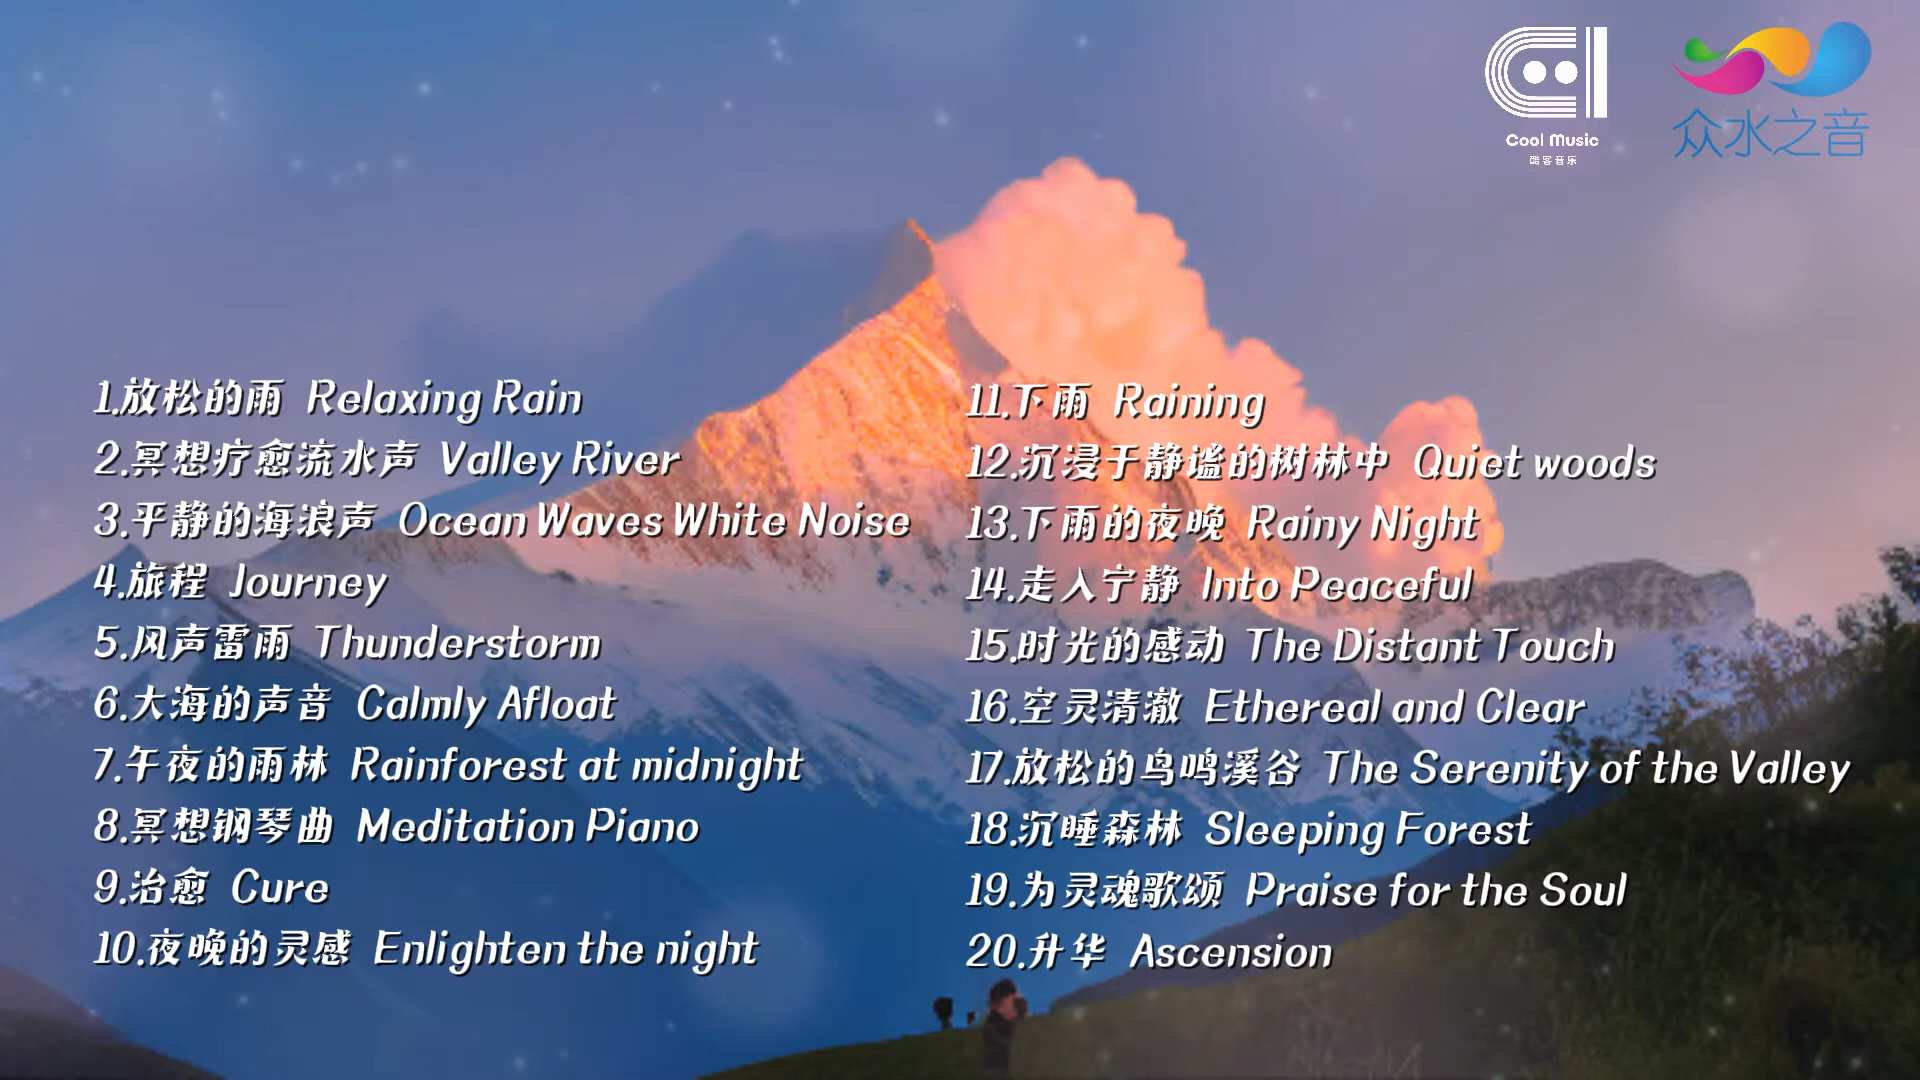 Cool Music
酷客音乐
众水之音
1.放松的雨 Relaxing Rain
2.冥想疗愈流水声 Valley River
3.平静的海浪声 Ocean Waves White Noise
4.旅程 Journey
5.风声雷雨 Thunderstorm
6.大海的声音 Calmly Afloat
7.午夜的雨林 Rainforest at midnight
8.冥想钢琴曲 Meditation Piano
9.治愈 Cure
10.夜晚的灵感 Enlighten the night
11.下雨 Raining
12.沉浸于静谧的树林中 Quiet woods
13.下雨的夜晚 Rainy Night
14.走入宁静 Into Peaceful
15.时光的感动 The Distant Touch
16.空灵清澈 Ethereal and Clear
17.放松的鸟鸣溪谷 The Serenity of the Valley
18.沉睡森林 Sleeping Forest
19.为灵魂歌颂 Praise for the Soul
20.升华 Ascension